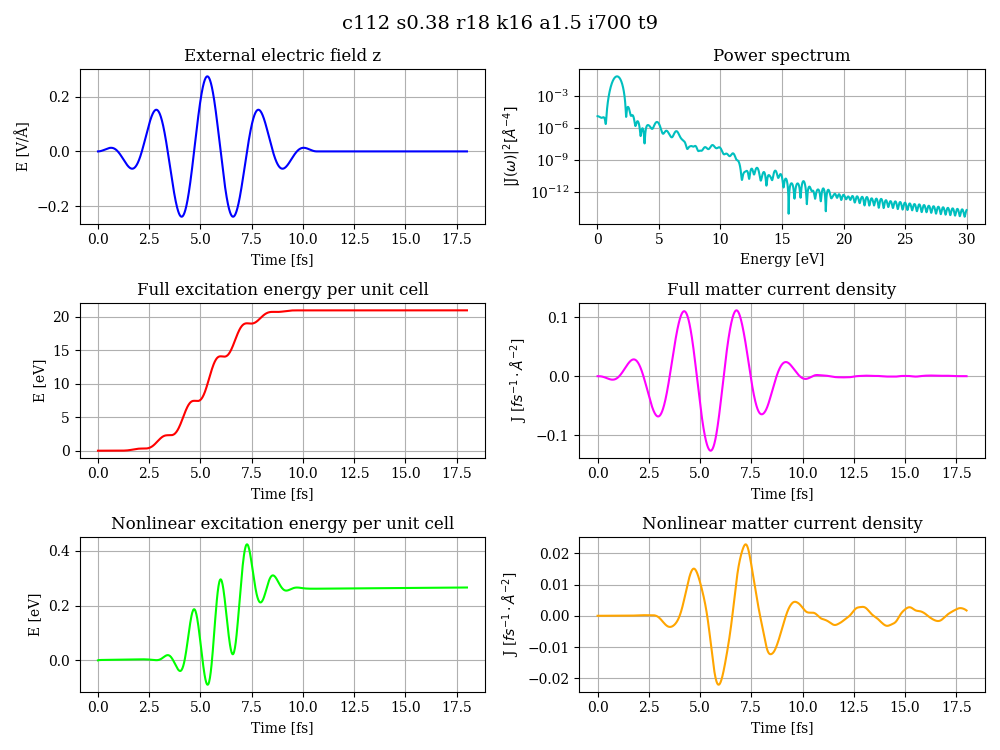 c112 s0.38 r18 k16 a1.5 i700 t9
External electric field z
E [V/Å]
0.2
0.0
−0.2
0.0 2.5 5.0 7.5 10.0 12.5 15.0 17.5
Time [fs]
Power spectrum
|J(ω)|²[Å⁻⁴]
10⁻³
10⁻⁶
10⁻⁹
10⁻¹²
0 5 10 15 20 25 30
Energy [eV]
Full excitation energy per unit cell
E [eV]
20
15
10
5
0
0.0 2.5 5.0 7.5 10.0 12.5 15.0 17.5
Time [fs]
Full matter current density
J [fs⁻¹·Å⁻²]
0.1
0.0
−0.1
0.0 2.5 5.0 7.5 10.0 12.5 15.0 17.5
Time [fs]
Nonlinear excitation energy per unit cell
E [eV]
0.4
0.2
0.0
0.0 2.5 5.0 7.5 10.0 12.5 15.0 17.5
Time [fs]
Nonlinear matter current density
J [fs⁻¹·Å⁻²]
0.02
0.01
0.00
−0.01
−0.02
0.0 2.5 5.0 7.5 10.0 12.5 15.0 17.5
Time [fs]